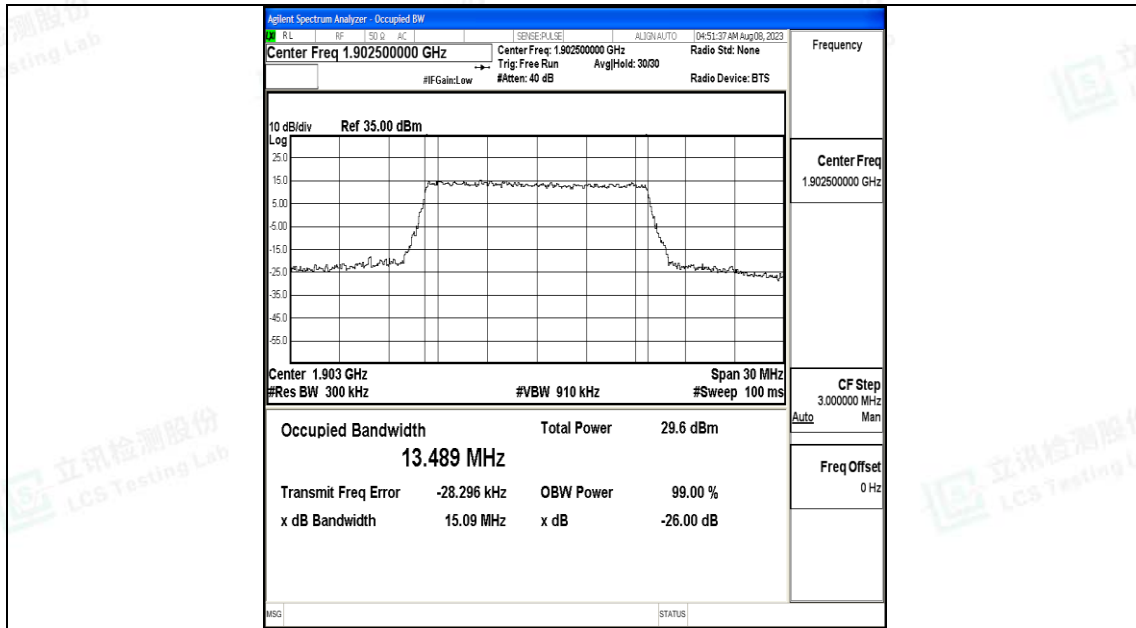 Agilent Spectrum Analyzer - Occupied BW
LXI RL RF 50 Ω AC SENSE:PULSE ALIGN AUTO 04:51:37 AM Aug 08, 2023
Center Freq 1.902500000 GHz
Center Freq: 1.902500000 GHz
Radio Std: None
Trig: Free Run Avg|Hold: 30/30
#IFGain:Low #Atten: 40 dB
Radio Device: BTS
10 dB/div Ref 35.00 dBm
Log
25.0
15.0
5.00
-5.00
-15.0
-25.0
-35.0
-45.0
-55.0
Center 1.903 GHz Span 30 MHz
#Res BW 300 kHz #VBW 910 kHz #Sweep 100 ms
Occupied Bandwidth Total Power 29.6 dBm
13.489 MHz
Transmit Freq Error -28.296 kHz OBW Power 99.00 %
x dB Bandwidth 15.09 MHz x dB -26.00 dB
MSG STATUS
Frequency
Center Freq
1.902500000 GHz
CF Step
3.000000 MHz
Auto Man
Freq Offset
0 Hz
立讯检测股份
LCS Testing Lab
立讯检测股份